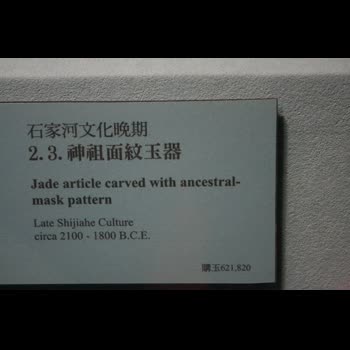 石家河文化晚期
2.3.神祖面紋玉器
Jade article carved with ancestral-
mask pattern
Late Shijiahe Culture
circa 2100 - 1800 B.C.E.
購玉621,820